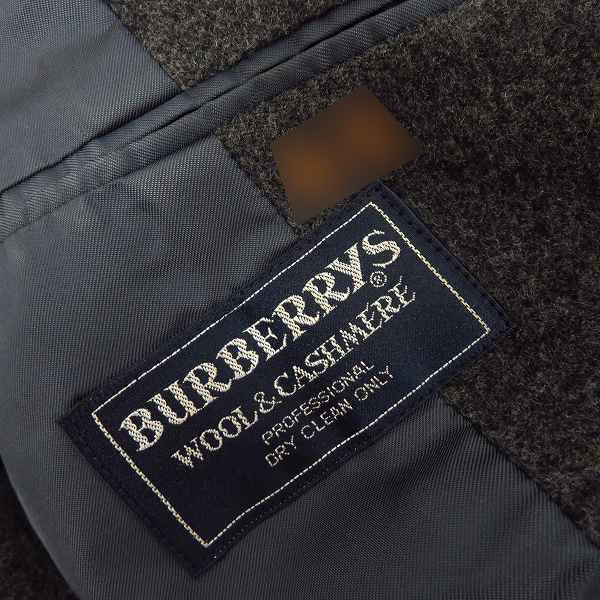 BURBERRYS
®
WOOL&CASHMERE
PROFESSIONAL
DRY CLEAN ONLY